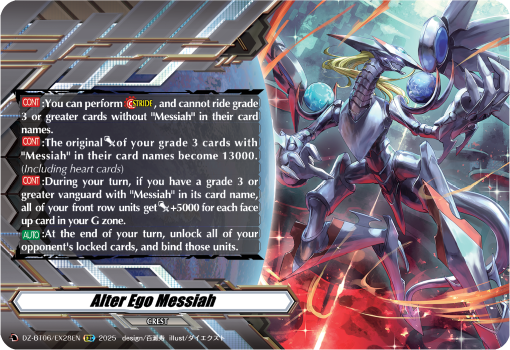 CONT:You can perform STRIDE, and cannot ride grade
3 or greater cards without "Messiah" in their card
names.
CONT:The original of your grade 3 cards with
"Messiah" in their card names become 13000.
(Including heart cards)
CONT:During your turn, if you have a grade 3 or
greater vanguard with "Messiah" in its card name,
all of your front row units get +5000 for each face
up card in your G zone.
AUTO:At the end of your turn, unlock all of your
opponent's locked cards, and bind those units.
Alter Ego Messiah
CREST
DZ-BT06/EX28EN 2025 design/百瀬寿 illust/ダイエクスト